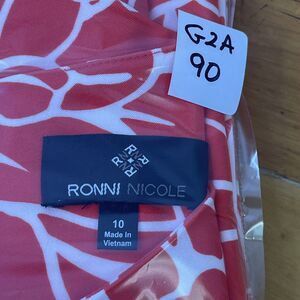 G2A
90
RONNI NICOLE
10
Made in
Vietnam